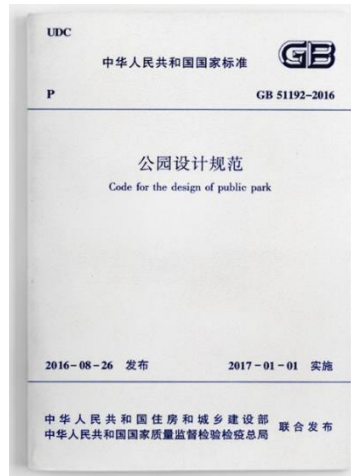 UDC
中华人民共和国国家标准 GB
P GB 51192-2016
公园设计规范
Code for the design of public park
2016-08-26 发布 2017-01-01 实施
中华人民共和国住房和城乡建设部
中华人民共和国国家质量监督检验检疫总局
联合发布